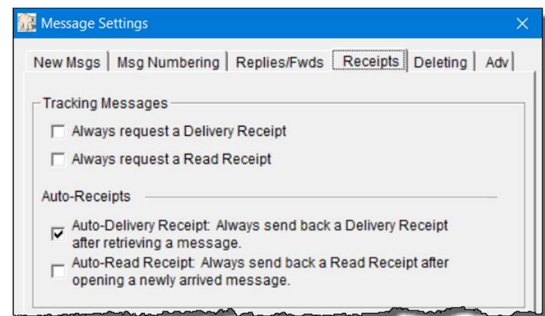 Message Settings
New Msgs Msg Numbering Replies/Fwds Receipts Deleting Adv
Tracking Messages
Always request a Delivery Receipt
Always request a Read Receipt
Auto-Receipts
Auto-Delivery Receipt: Always send back a Delivery Receipt
after retrieving a message.
Auto-Read Receipt: Always send back a Read Receipt after
opening a newly arrived message.